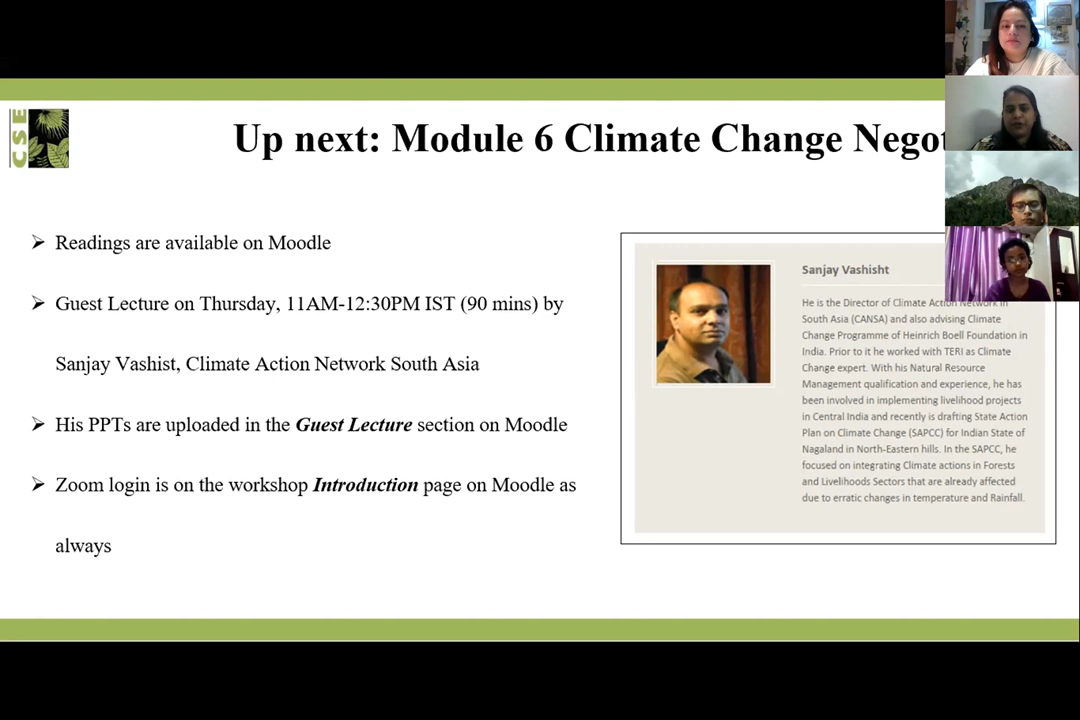 CSE
Up next: Module 6 Climate Change Negot
➢ Readings are available on Moodle
➢ Guest Lecture on Thursday, 11AM-12:30PM IST (90 mins) by
Sanjay Vashist, Climate Action Network South Asia
➢ His PPTs are uploaded in the Guest Lecture section on Moodle
➢ Zoom login is on the workshop Introduction page on Moodle as
always
Sanjay Vashisht
He is the Director of Climate Action Network in
South Asia (CANSA) and also advising Climate
Change Programme of Heinrich Boell Foundation in
India. Prior to it he worked with TERI as Climate
Change expert. With his Natural Resource
Management qualification and experience, he has
been involved in implementing livelihood projects
in Central India and recently is drafting State Action
Plan on Climate Change (SAPCC) for Indian State of
Nagaland in North-Eastern hills. In the SAPCC, he
focused on integrating Climate actions in Forests
and Livelihoods Sectors that are already affected
due to erratic changes in temperature and Rainfall.